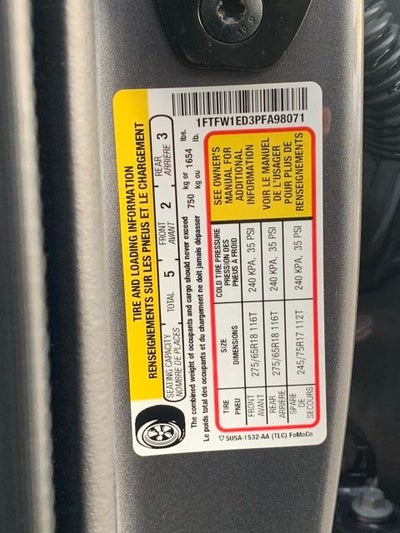 TIRE AND LOADING INFORMATION
RENSEIGNEMENTS SUR LES PNEUS ET LE CHARGEMENT
SEATING CAPACITY TOTAL 5 FRONT 2 REAR 3
NOMBRE DE PLACES AVANT ARRIÈRE
The combined weight of occupants and cargo should never exceed 750 kg or 1654 lbs.
Le poids total des occupants et du chargement ne doit jamais dépasser 750 kg ou 1654 lb.
1FTFW1ED3PFA98071
TIRE SIZE COLD TIRE PRESSURE
PNEU DIMENSIONS PRESSION DES PNEUS À FROID
FRONT AVANT 275/65R18 116T 240 KPA, 35 PSI
REAR ARRIÈRE 275/65R18 116T 240 KPA, 35 PSI
SPARE DE SECOURS 245/75R17 112T 240 KPA, 35 PSI
SEE OWNER'S
MANUAL FOR
ADDITIONAL
INFORMATION
VOIR LE MANUEL
DE L'USAGER
POUR PLUS DE
RENSEIGNEMENTS
5U5A-1532-AA (TLC) FoMoCo